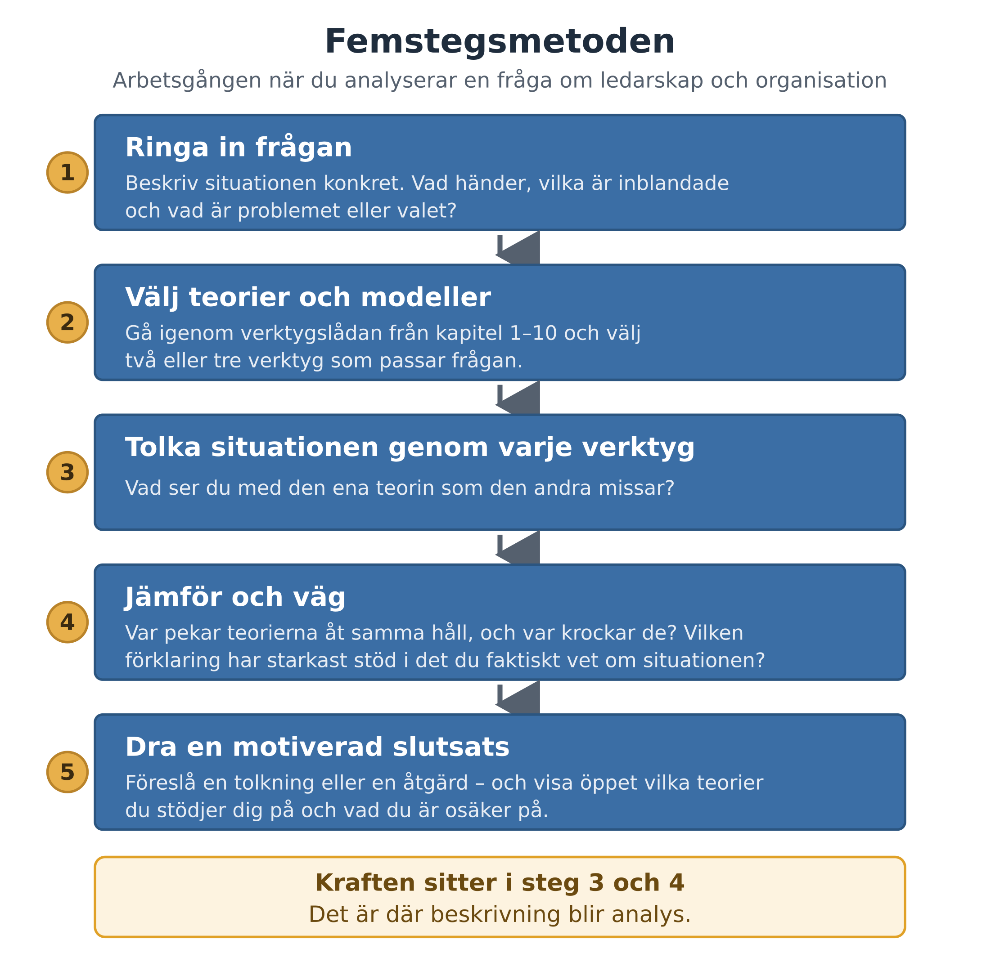 Femstegsmetoden
Arbetsgången när du analyserar en fråga om ledarskap och organisation
1
Ringa in frågan
Beskriv situationen konkret. Vad händer, vilka är inblandade
och vad är problemet eller valet?
2
Välj teorier och modeller
Gå igenom verktygslådan från kapitel 1–10 och välj
två eller tre verktyg som passar frågan.
3
Tolka situationen genom varje verktyg
Vad ser du med den ena teorin som den andra missar?
4
Jämför och väg
Var pekar teorierna åt samma håll, och var krockar de? Vilken
förklaring har starkast stöd i det du faktiskt vet om situationen?
5
Dra en motiverad slutsats
Föreslå en tolkning eller en åtgärd – och visa öppet vilka teorier
du stödjer dig på och vad du är osäker på.
Kraften sitter i steg 3 och 4
Det är där beskrivning blir analys.